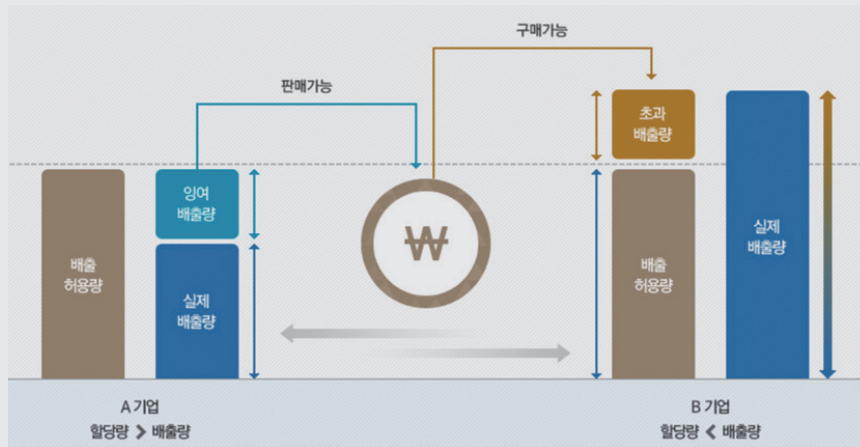 구매가능
판매가능
초과
배출량
잉여
배출량
₩
배출
허용량
실제
배출량
배출
허용량
실제
배출량
A 기업
할당량 > 배출량
B 기업
할당량 < 배출량